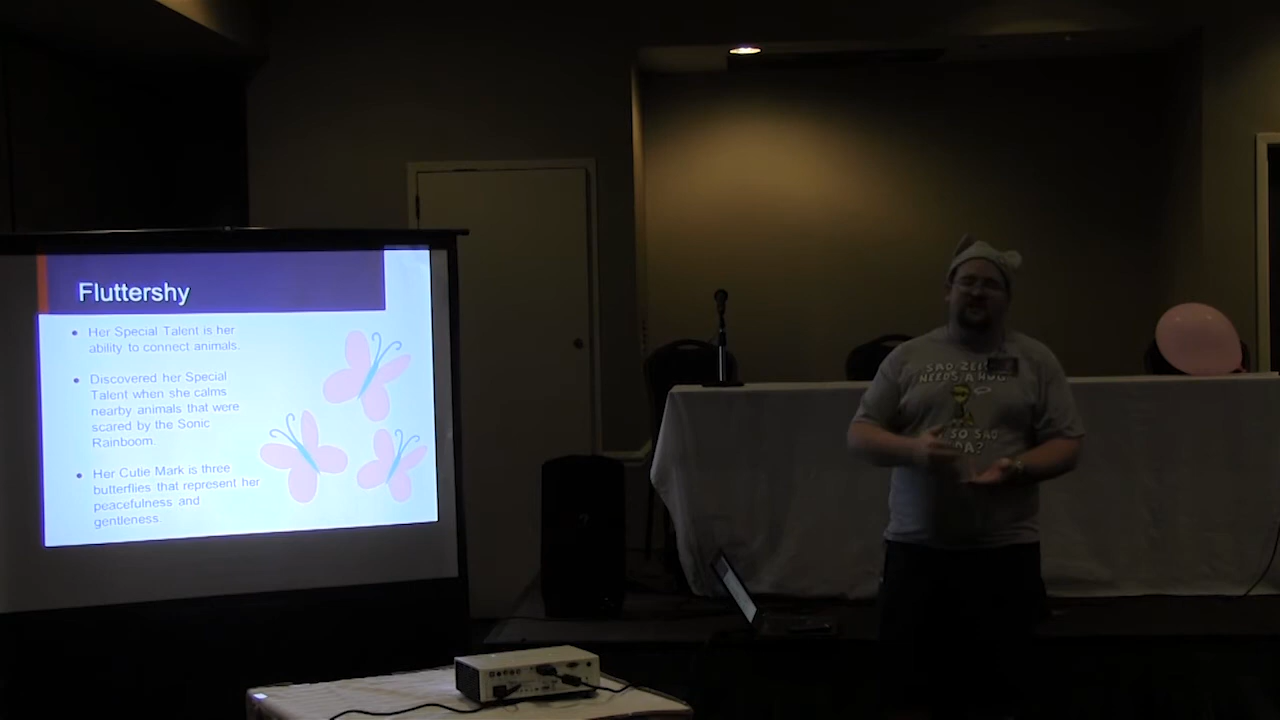 Fluttershy
Her Special Talent is her
ability to connect animals.
Discovered her Special
Talent when she calms
nearby animals that were
scared by the Sonic
Rainboom.
Her Cutie Mark is three
butterflies that represent her
peacefulness and
gentleness.
NEEDS A HUG
SO SAD